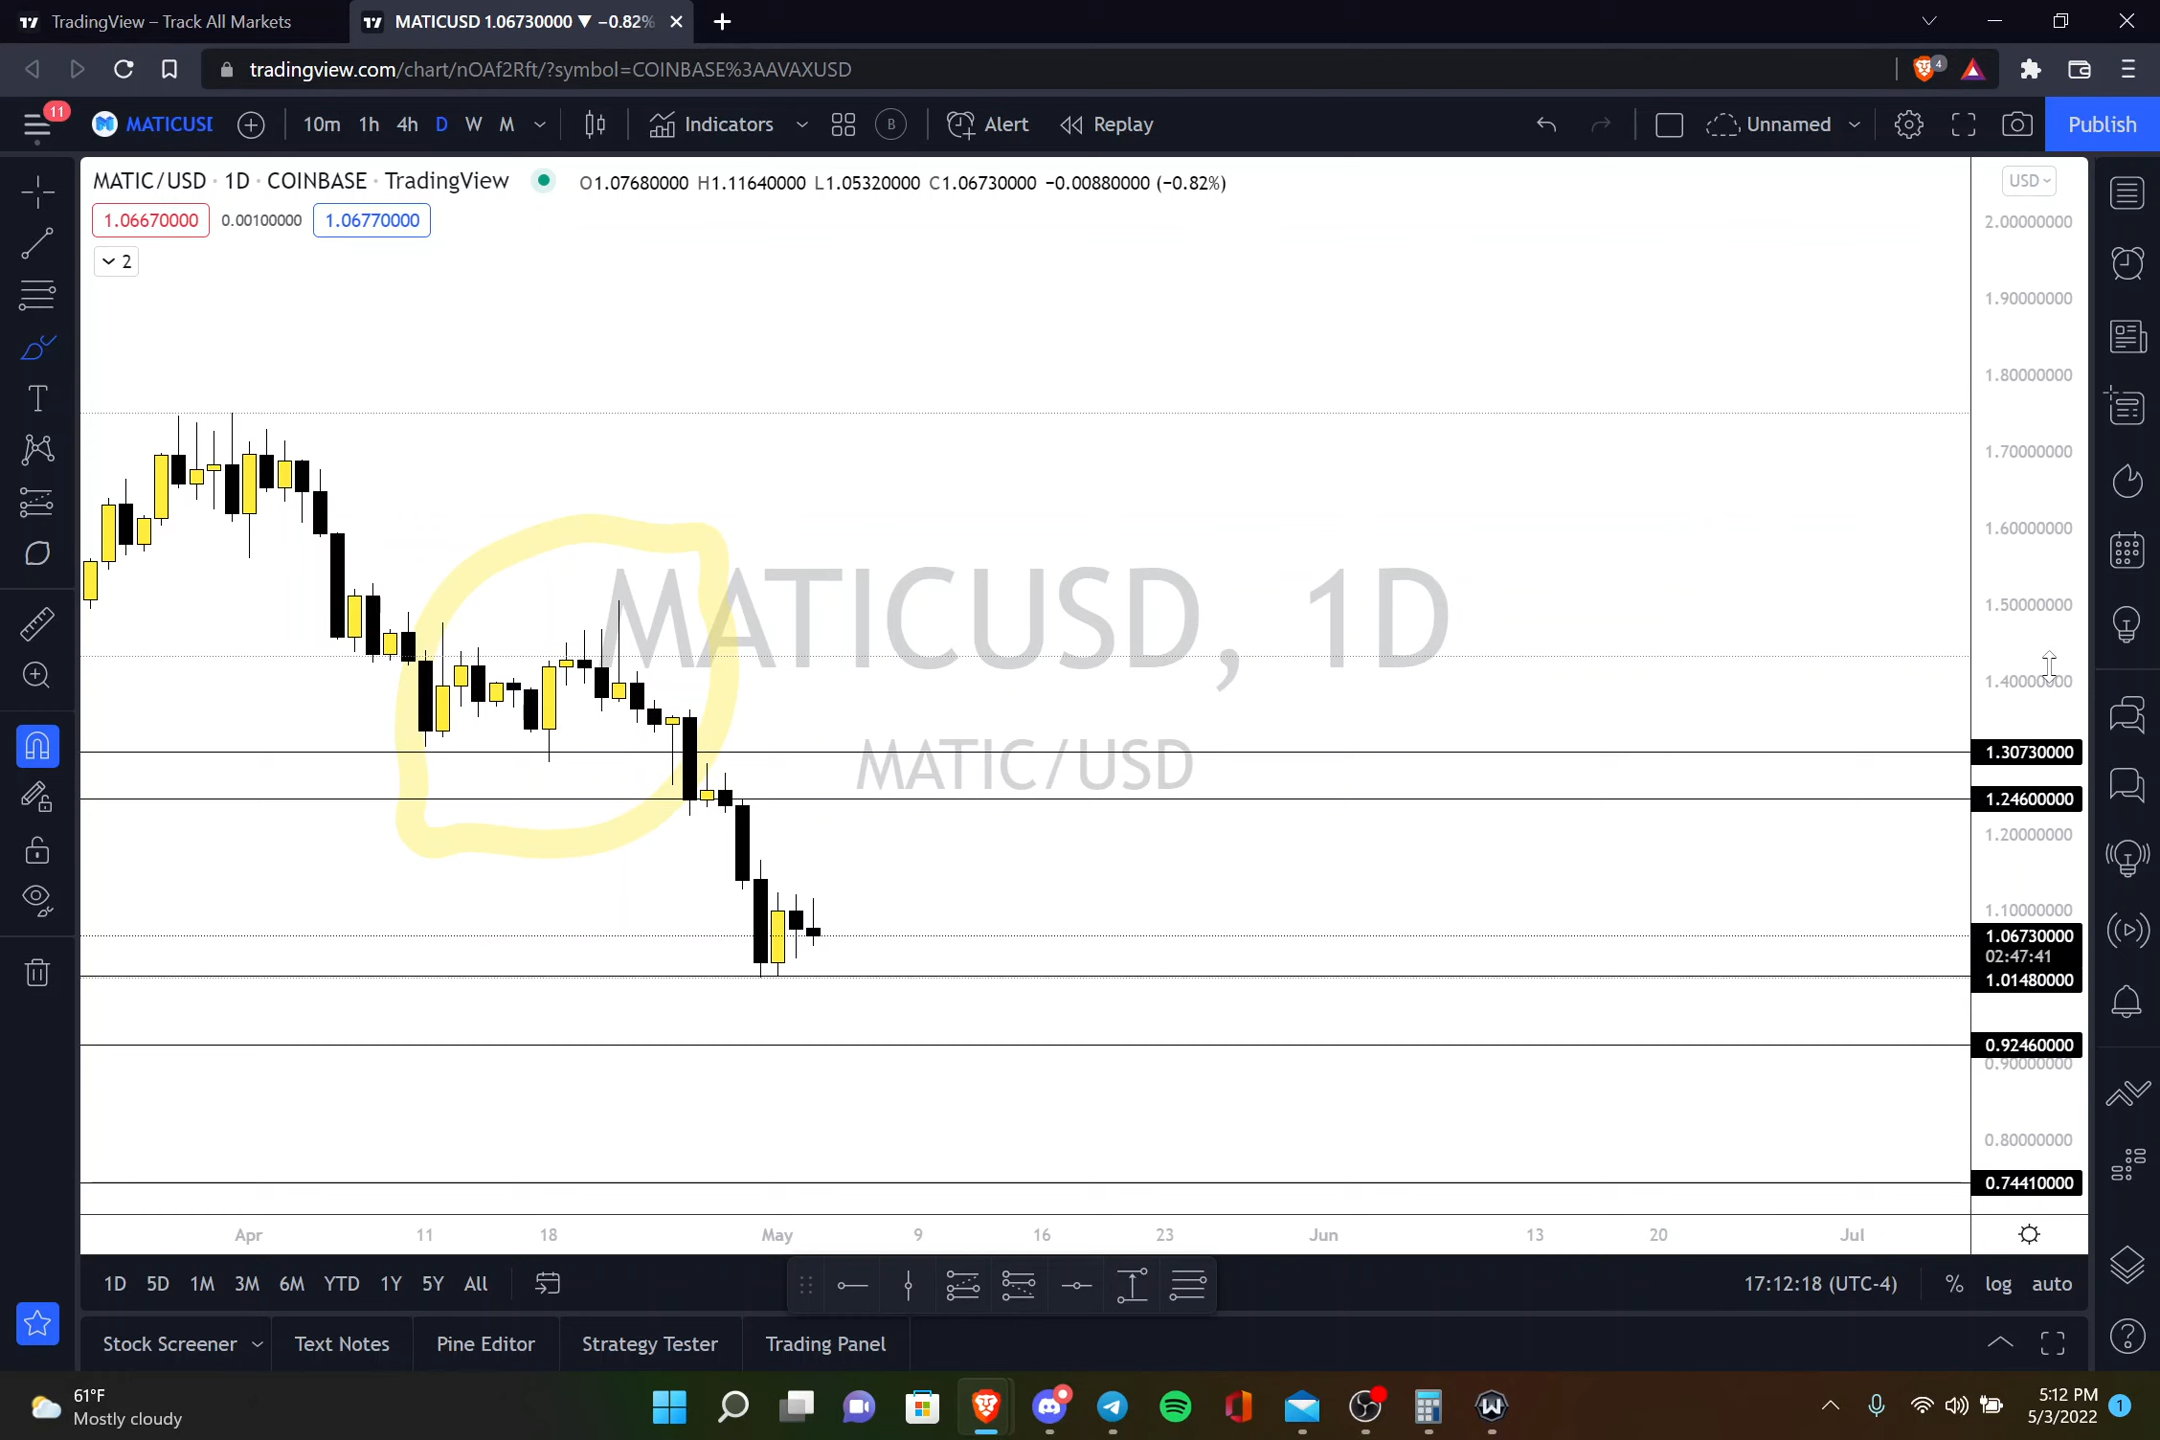 TradingView – Track All Markets
MATICUSD 1.06730000 ▼ −0.82%
tradingview.com/chart/nOAf2Rft/?symbol=COINBASE%3AAVAXUSD
4
11
MATICUSD
10m 1h 4h D W M
Indicators
B
Alert
Replay
Unnamed
Publish
MATIC/USD · 1D · COINBASE · TradingView
O1.07680000 H1.11640000 L1.05320000 C1.06730000 −0.00880000 (−0.82%)
USD
1.06670000 0.00100000 1.06770000
2
2.00000000
1.90000000
1.80000000
1.70000000
1.60000000
1.50000000
1.40000000
1.30730000
1.24600000
1.20000000
1.10000000
1.06730000
02:47:41
1.01480000
0.92460000
0.90000000
0.80000000
0.74410000
MATICUSD, 1D
MATIC/USD
Apr 11 18 May 9 16 23 Jun 13 20 Jul
1D 5D 1M 3M 6M YTD 1Y 5Y All
17:12:18 (UTC-4) % log auto
Stock Screener Text Notes Pine Editor Strategy Tester Trading Panel
61°F
Mostly cloudy
5:12 PM
5/3/2022
1